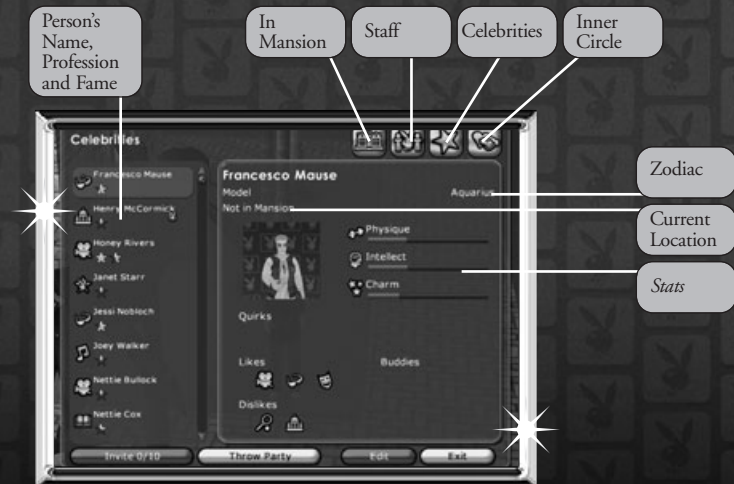 Person's
Name,
Profession
and Fame
In
Mansion
Staff
Celebrities
Inner
Circle
Celebrities
Francesco Mause
Henry McCormick
Honey Rivers
Janet Starr
Jessi Nobloch
Joey Walker
Nettie Bullock
Nettie Cox
Francesco Mause
Model
Aquarius
Not in Mansion
Physique
Intellect
Charm
Quirks
Likes
Buddies
Dislikes
Invite 0/10
Throw Party
Edit
Exit
Zodiac
Current
Location
Stats